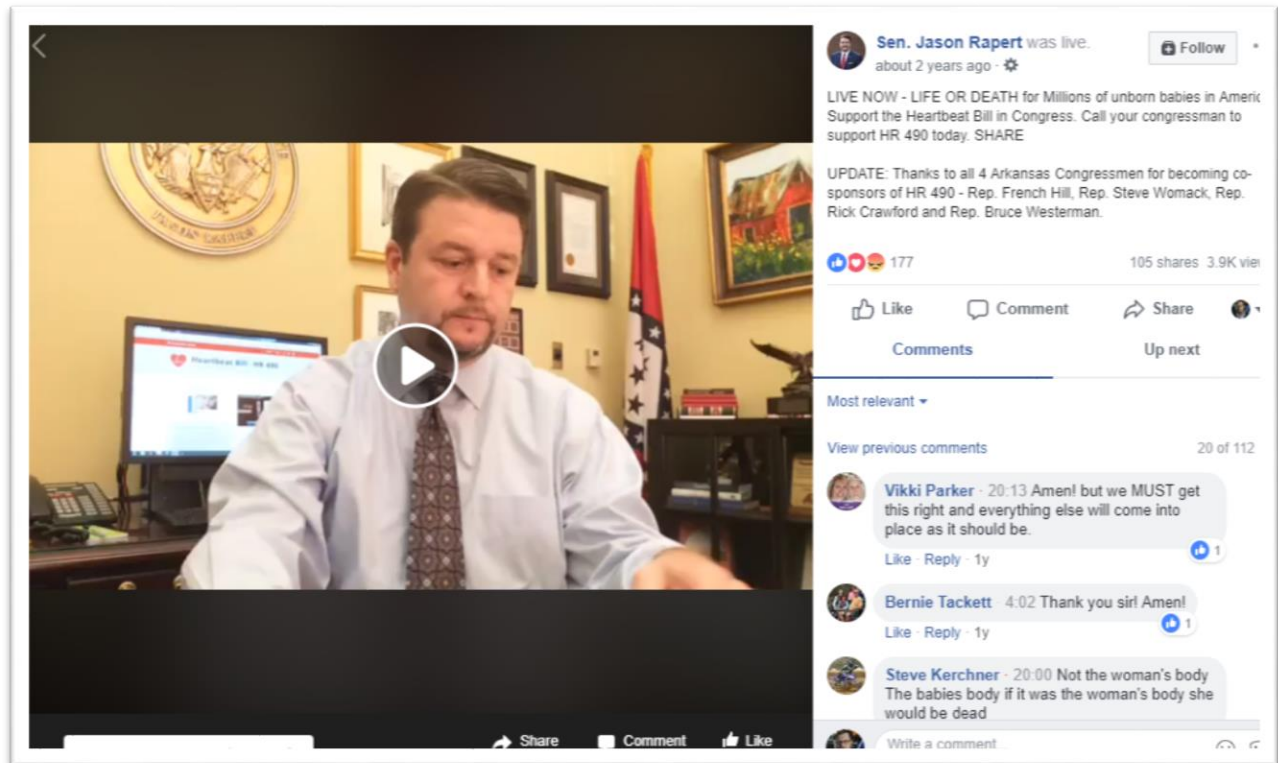 Sen. Jason Rapert was live.
about 2 years ago
Follow
LIVE NOW - LIFE OR DEATH for Millions of unborn babies in Americ
Support the Heartbeat Bill in Congress. Call your congressman to
support HR 490 today. SHARE
UPDATE: Thanks to all 4 Arkansas Congressmen for becoming co-
sponsors of HR 490 - Rep. French Hill, Rep. Steve Womack, Rep.
Rick Crawford and Rep. Bruce Westerman.
177
105 shares 3.9K vie
Like Comment Share
Comments Up next
Most relevant
View previous comments 20 of 112
Vikki Parker · 20:13 Amen! but we MUST get
this right and everything else will come into
place as it should be.
1
Like · Reply · 1y
Bernie Tackett · 4:02 Thank you sir! Amen!
1
Like · Reply · 1y
Steve Kerchner · 20:00 Not the woman's body
The babies body if it was the woman's body she
would be dead
Write a comment...
Heartbeat Bill: HR 490
Share Comment Like